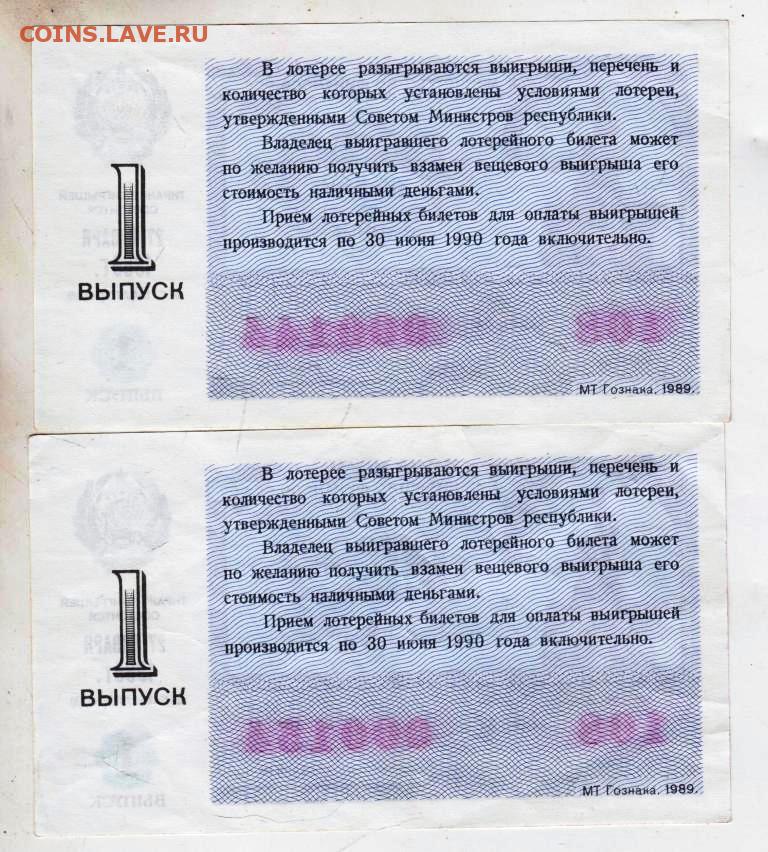 COINS.LAVE.RU
В лотерее разыгрываются выигрыши, перечень и
количество которых установлены условиями лотереи,
утвержденными Советом Министров республики.
Владелец выигравшего лотерейного билета может
по желанию получить взамен вещевого выигрыша его
стоимость наличными деньгами.
Прием лотерейных билетов для оплаты выигрышей
производится по 30 июня 1990 года включительно.
1
ВЫПУСК
МТ Гознака. 1989.
В лотерее разыгрываются выигрыши, перечень и
количество которых установлены условиями лотереи,
утвержденными Советом Министров республики.
Владелец выигравшего лотерейного билета может
по желанию получить взамен вещевого выигрыша его
стоимость наличными деньгами.
Прием лотерейных билетов для оплаты выигрышей
производится по 30 июня 1990 года включительно.
1
ВЫПУСК
МТ Гознака. 1989.